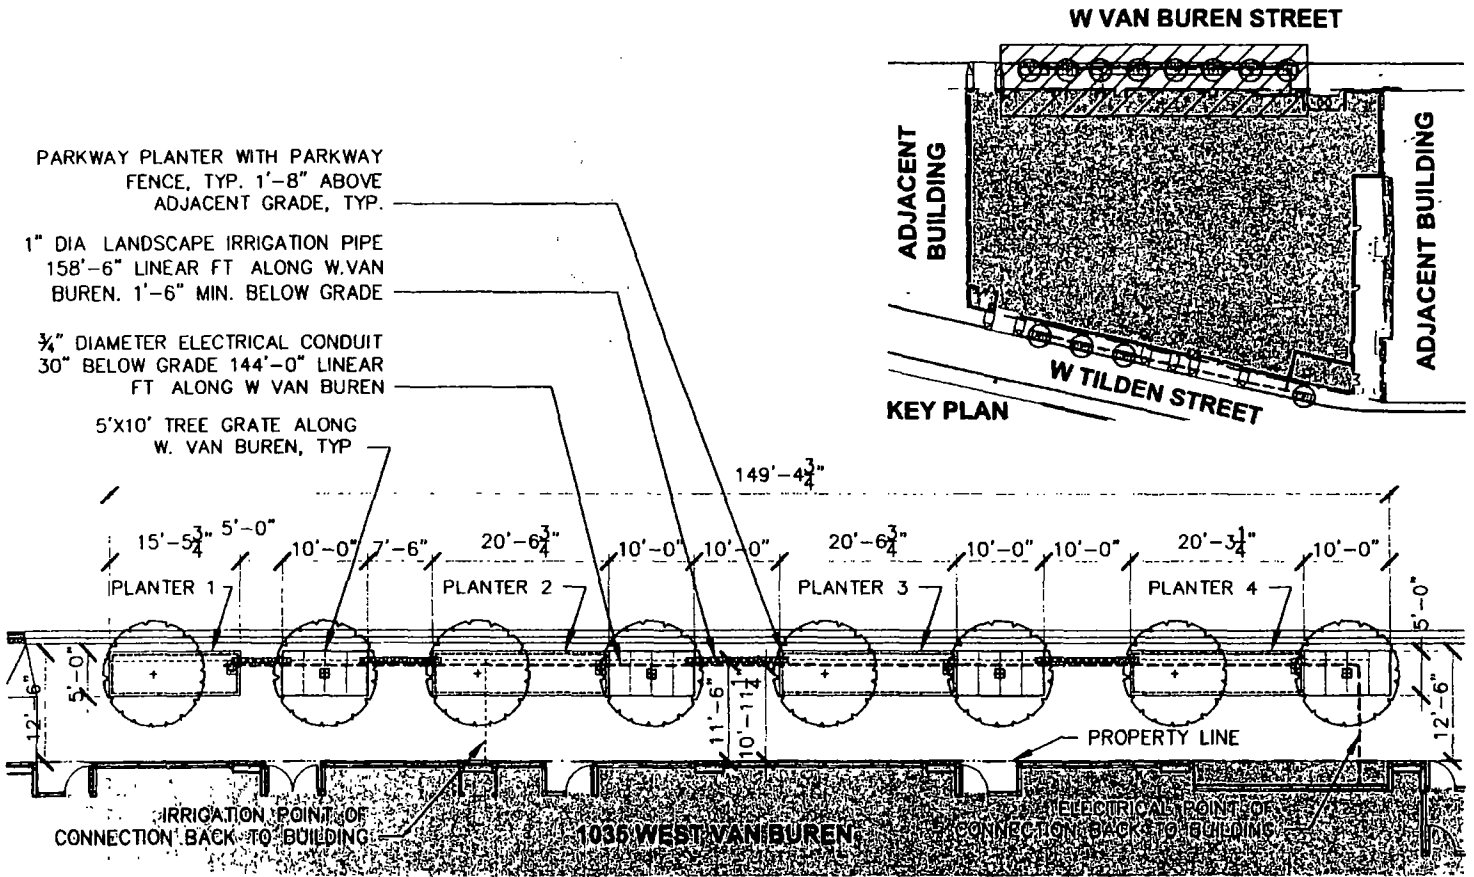 W VAN BUREN STREET
ADJACENT
BUILDING
ADJACENT BUILDING
W TILDEN STREET
KEY PLAN
PARKWAY PLANTER WITH PARKWAY
FENCE, TYP. 1'-8" ABOVE
ADJACENT GRADE, TYP.
1" DIA LANDSCAPE IRRIGATION PIPE
158'-6" LINEAR FT ALONG W.VAN
BUREN. 1'-6" MIN. BELOW GRADE
¾" DIAMETER ELECTRICAL CONDUIT
30" BELOW GRADE 144'-0" LINEAR
FT ALONG W VAN BUREN
5'X10' TREE GRATE ALONG
W. VAN BUREN, TYP
149'-4¾"
15'-5¾" 5'-0" 10'-0" 7'-6" 20'-6¾" 10'-0" 10'-0" 20'-6¾" 10'-0" 10'-0" 20'-3¼" 10'-0"
PLANTER 1 PLANTER 2 PLANTER 3 PLANTER 4
12'-6"
5'-0"
11'-6"
10'-11¼"
5'-0"
12'-6"
PROPERTY LINE
IRRIGATION POINT OF
CONNECTION BACK TO BUILDING
1035 WEST VAN BUREN
ELECTRICAL POINT OF
CONNECTION BACK TO BUILDING